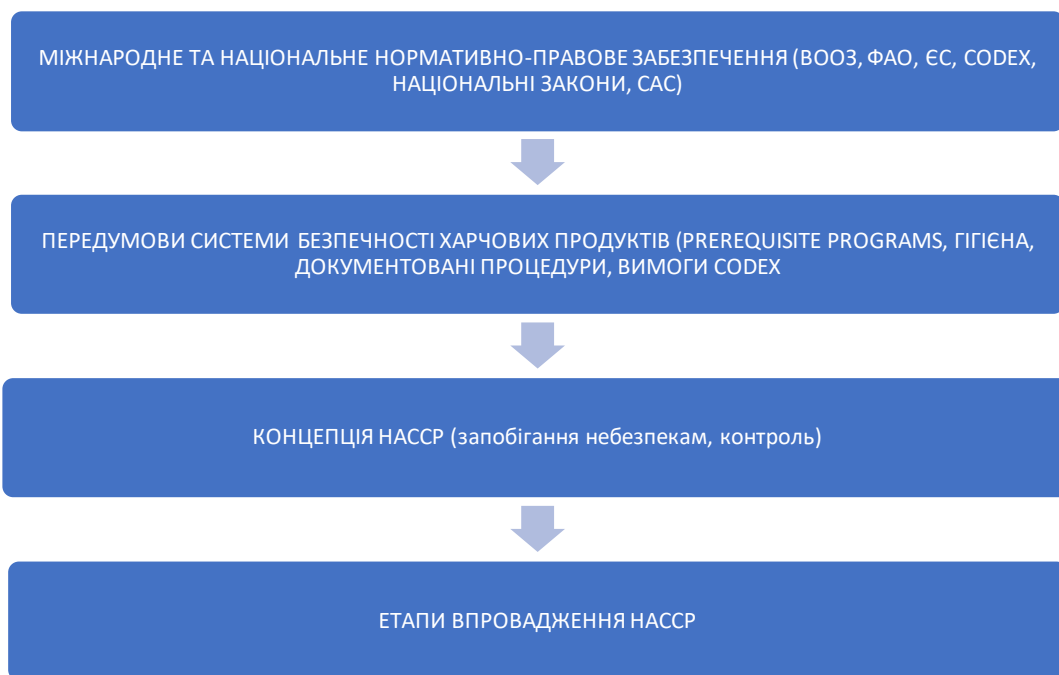 МІЖНАРОДНЕ ТА НАЦІОНАЛЬНЕ НОРМАТИВНО-ПРАВОВЕ ЗАБЕЗПЕЧЕННЯ (ВООЗ, ФАО, ЄС, CODEX,
НАЦІОНАЛЬНІ ЗАКОНИ, САС)
ПЕРЕДУМОВИ СИСТЕМИ БЕЗПЕЧНОСТІ ХАРЧОВИХ ПРОДУКТІВ (PREREQUISITE PROGRAMS, ГІГІЄНА,
ДОКУМЕНТОВАНІ ПРОЦЕДУРИ, ВИМОГИ CODEX
КОНЦЕПЦІЯ НАССР (запобігання небезпекам, контроль)
ЕТАПИ ВПРОВАДЖЕННЯ НАССР